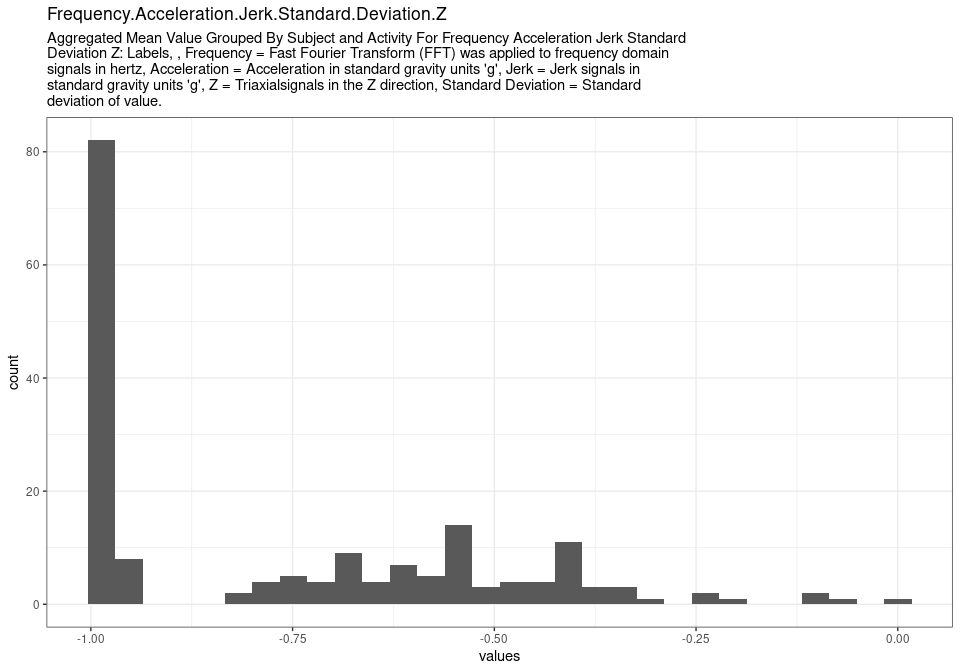 Frequency.Acceleration.Jerk.Standard.Deviation.Z
Aggregated Mean Value Grouped By Subject and Activity For Frequency Acceleration Jerk Standard
Deviation Z: Labels, , Frequency = Fast Fourier Transform (FFT) was applied to frequency domain
signals in hertz, Acceleration = Acceleration in standard gravity units 'g', Jerk = Jerk signals in
standard gravity units 'g', Z = Triaxialsignals in the Z direction, Standard Deviation = Standard
deviation of value.
80
60
40
20
0
count
-1.00
-0.75
-0.50
-0.25
0.00
values